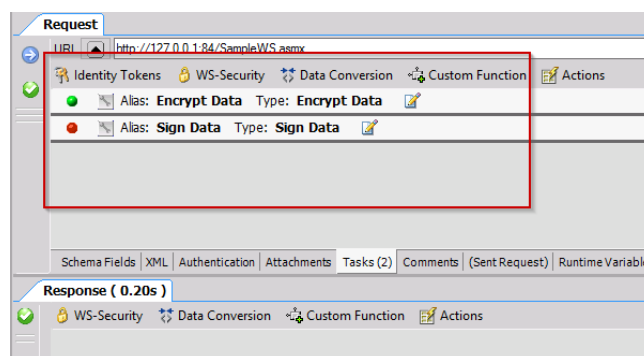 Request
URL http://127.0.0.1:84/SampleWS.asmx
Identity Tokens WS-Security Data Conversion Custom Function Actions
Alias: Encrypt Data Type: Encrypt Data
Alias: Sign Data Type: Sign Data
Schema Fields XML Authentication Attachments Tasks (2) Comments (Sent Request) Runtime Variable
Response ( 0.20s )
WS-Security Data Conversion Custom Function Actions